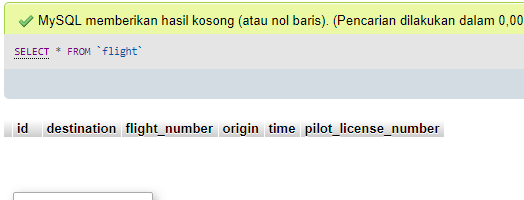 MySQL memberikan hasil kosong (atau nol baris). (Pencarian dilakukan dalam 0,00
SELECT * FROM `flight`
id destination flight_number origin time pilot_license_number